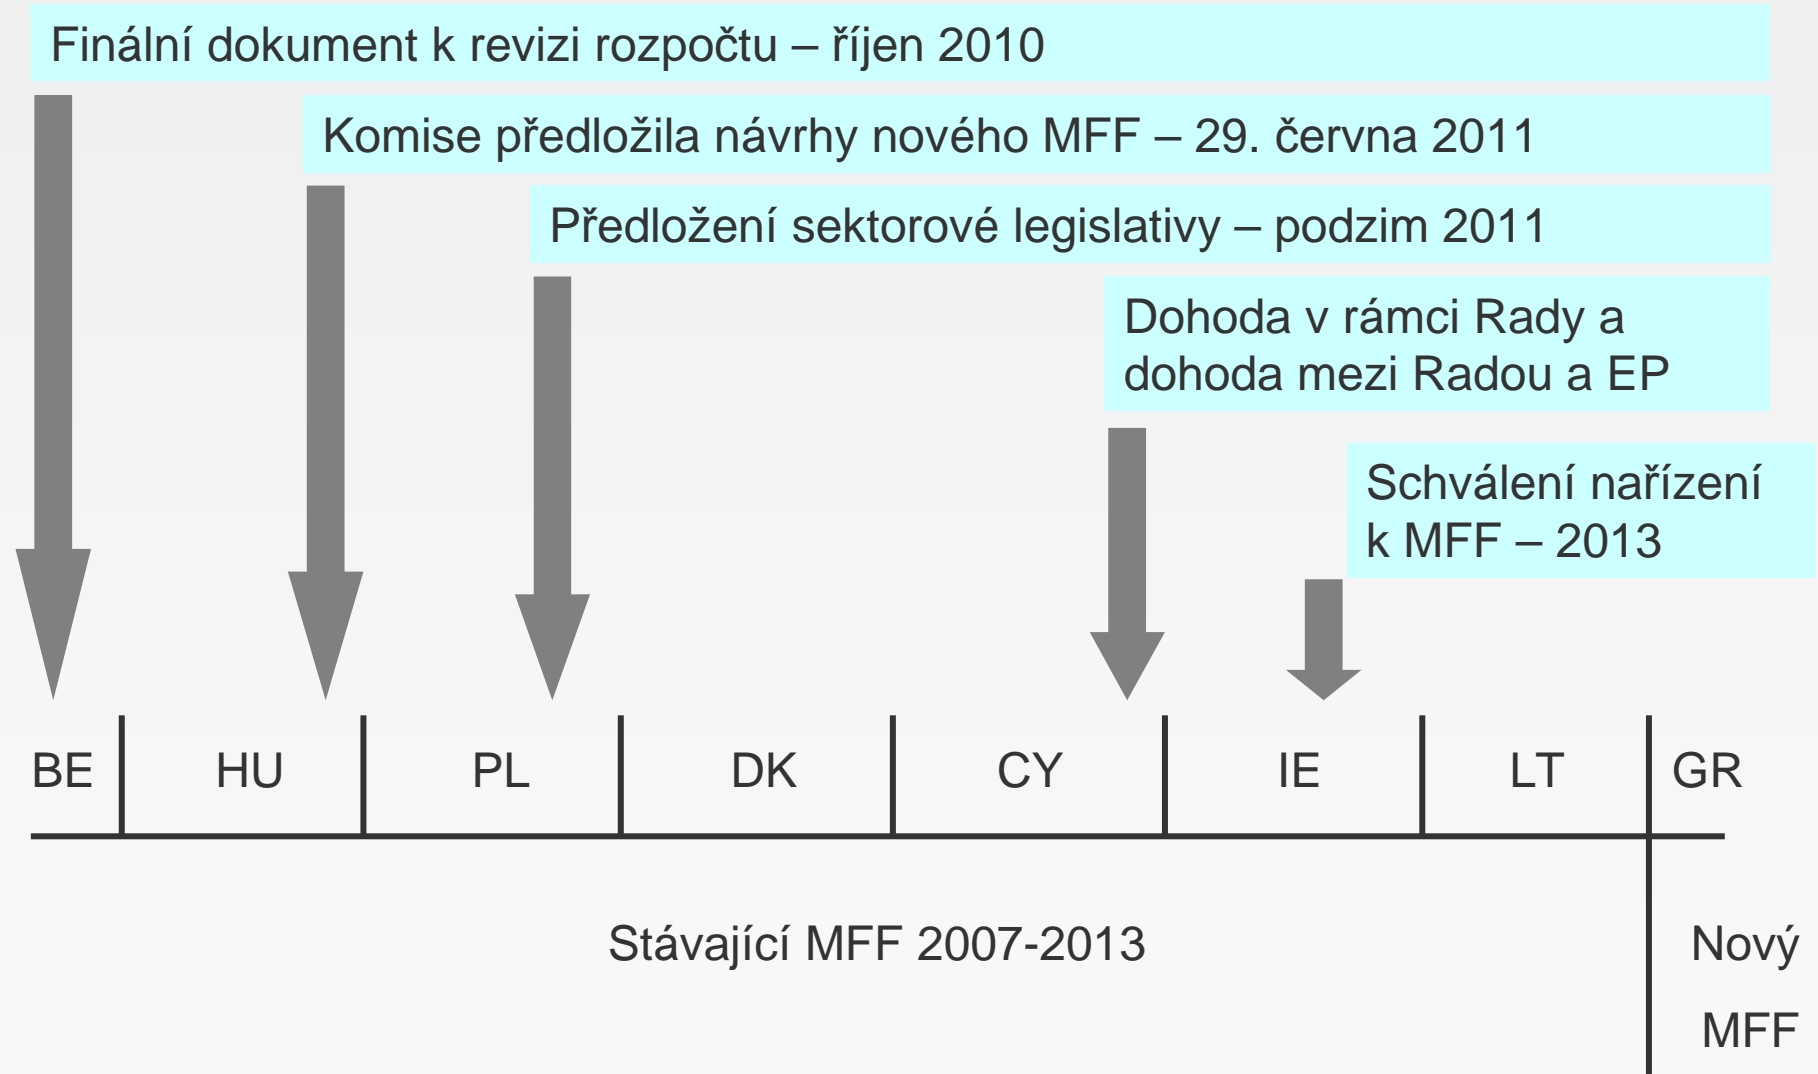 Finální dokument k revizi rozpočtu – říjen 2010
Komise předložila návrhy nového MFF – 29. června 2011
Předložení sektorové legislativy – podzim 2011
Dohoda v rámci Rady a
dohoda mezi Radou a EP
Schválení nařízení
k MFF – 2013
BE HU PL DK CY IE LT GR
Stávající MFF 2007-2013
Nový
MFF